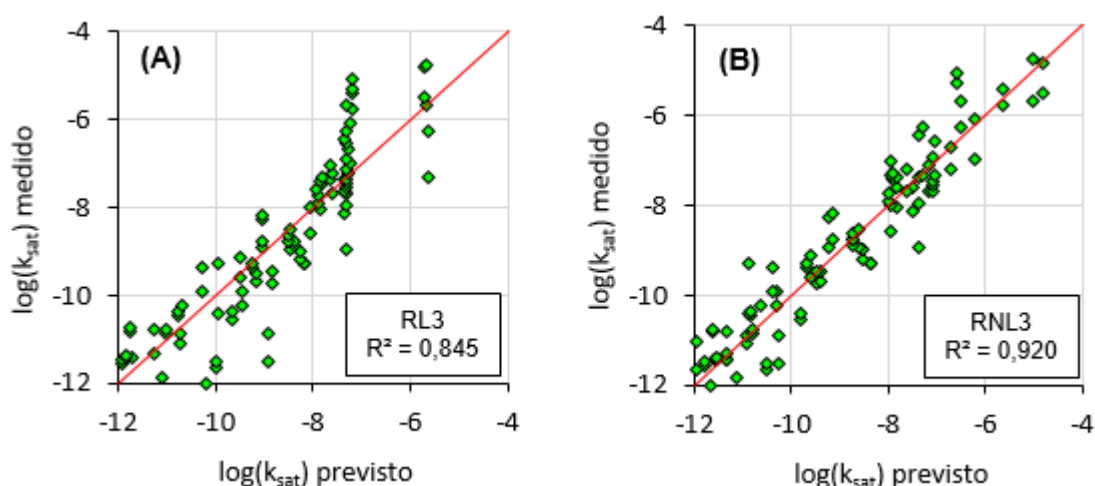 (A)
-4
-6
-8
-10
-12
-12 -10 -8 -6 -4
log(ksat) medido
log(ksat) previsto
RL3
R² = 0,845
(B)
-4
-6
-8
-10
-12
-12 -10 -8 -6 -4
log(ksat) medido
log(ksat) previsto
RNL3
R² = 0,920